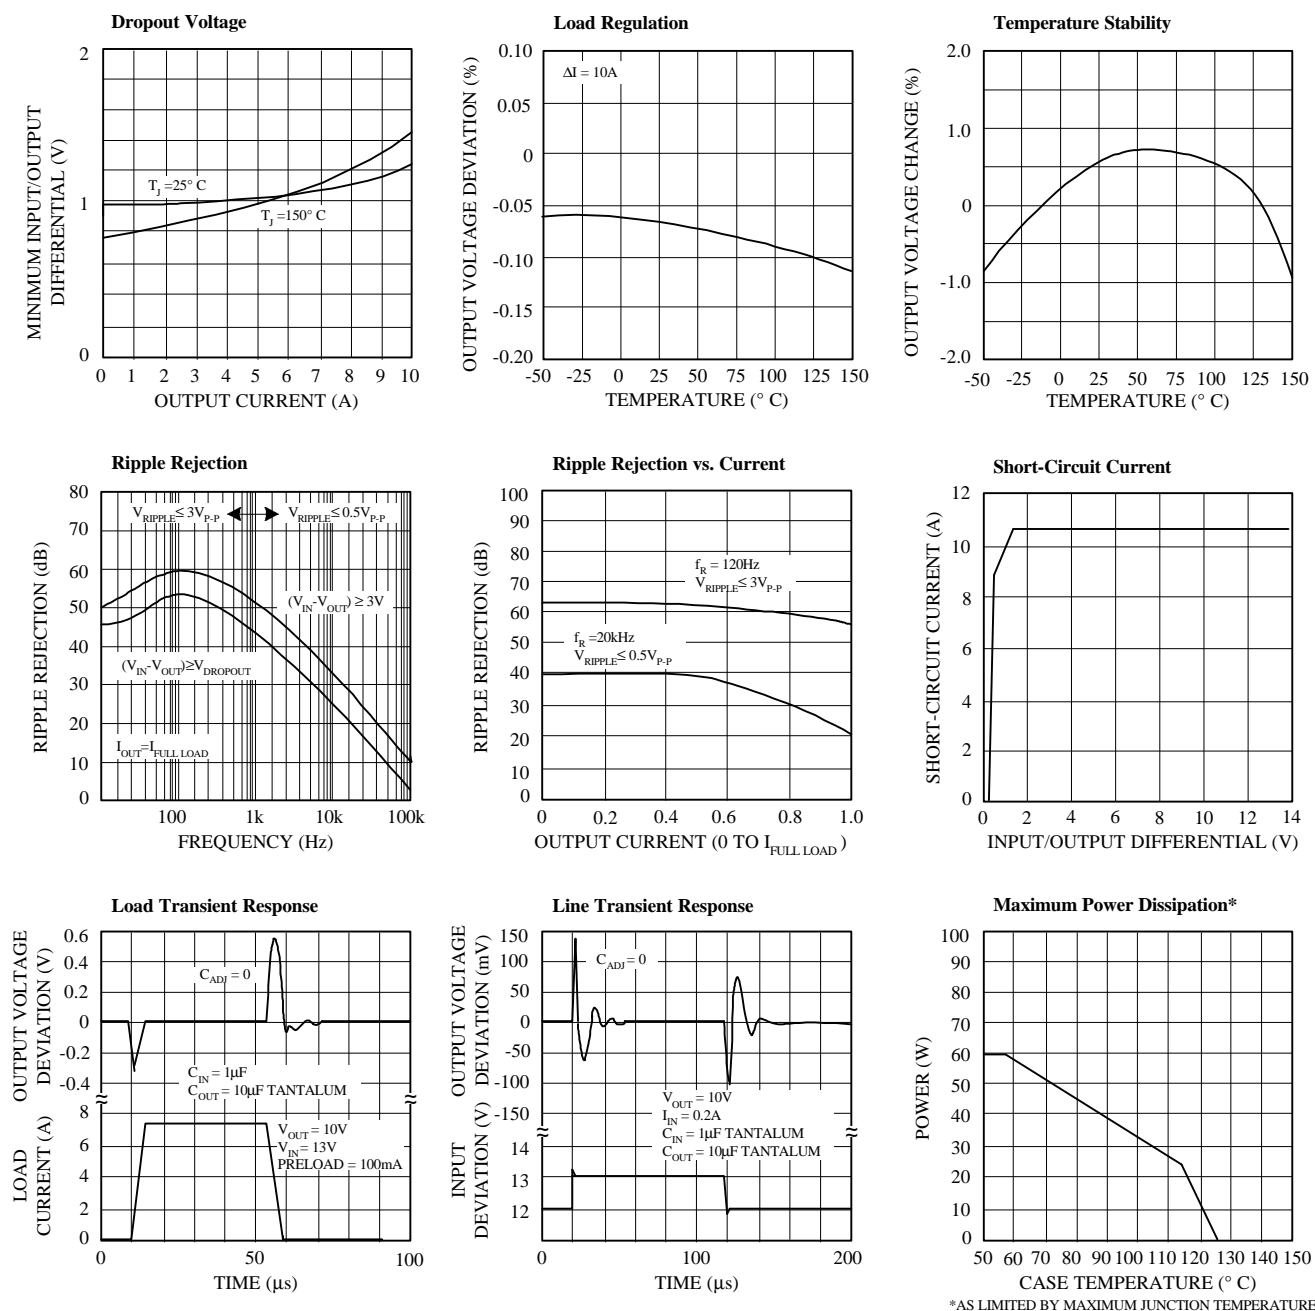 Dropout Voltage
2
1
0
MINIMUM INPUT/OUTPUT
DIFFERENTIAL (V)
TJ =25° C
TJ =150° C
0 1 2 3 4 5 6 7 8 9 10
OUTPUT CURRENT (A)
Load Regulation
0.10
0.05
0
-0.05
-0.10
-0.15
-0.20
OUTPUT VOLTAGE DEVIATION (%)
ΔI = 10A
-50 -25 0 25 50 75 100 125 150
TEMPERATURE (° C)
Temperature Stability
2.0
1.0
0
-1.0
-2.0
OUTPUT VOLTAGE CHANGE (%)
-50 -25 0 25 50 100 125 150
TEMPERATURE (° C)
Ripple Rejection
80
70
60
50
40
30
20
10
0
RIPPLE REJECTION (dB)
VRIPPLE≤ 3VP-P
VRIPPLE≤ 0.5VP-P
(VIN-VOUT) ≥ 3V
(VIN-VOUT)≥VDROPOUT
IOUT=IFULL LOAD
100 1k 10k 100k
FREQUENCY (Hz)
Ripple Rejection vs. Current
100
90
80
70
60
50
40
30
20
10
0
RIPPLE REJECTION (dB)
fR = 120Hz
VRIPPLE≤ 3VP-P
fR =20kHz
VRIPPLE≤ 0.5VP-P
0 0.2 0.4 0.6 0.8 1.0
OUTPUT CURRENT (0 TO IFULL LOAD )
Short-Circuit Current
12
10
8
6
4
2
0
SHORT-CIRCUIT CURRENT (A)
0 2 4 6 8 10 12 14
INPUT/OUTPUT DIFFERENTIAL (V)
Load Transient Response
0.6
0.4
0.2
0
-0.2
-0.4
OUTPUT VOLTAGE
DEVIATION (V)
CADJ = 0
CIN = 1µF
COUT = 10µF TANTALUM
8
6
4
2
0
LOAD
CURRENT (A)
VOUT = 10V
VIN = 13V
PRELOAD = 100mA
0 50 100
TIME (µs)
Line Transient Response
150
100
50
0
-50
-100
-150
OUTPUT VOLTAGE
DEVIATION (mV)
CADJ = 0
VOUT = 10V
IIN = 0.2A
CIN = 1µF TANTALUM
COUT = 10µF TANTALUM
14
13
12
INPUT
DEVIATION (V)
0 100 200
TIME (µs)
Maximum Power Dissipation*
100
90
80
70
60
50
40
30
20
10
0
POWER (W)
50 60 70 80 90 100 110 120 130 140 150
CASE TEMPERATURE (° C)
*AS LIMITED BY MAXIMUM JUNCTION TEMPERATURE